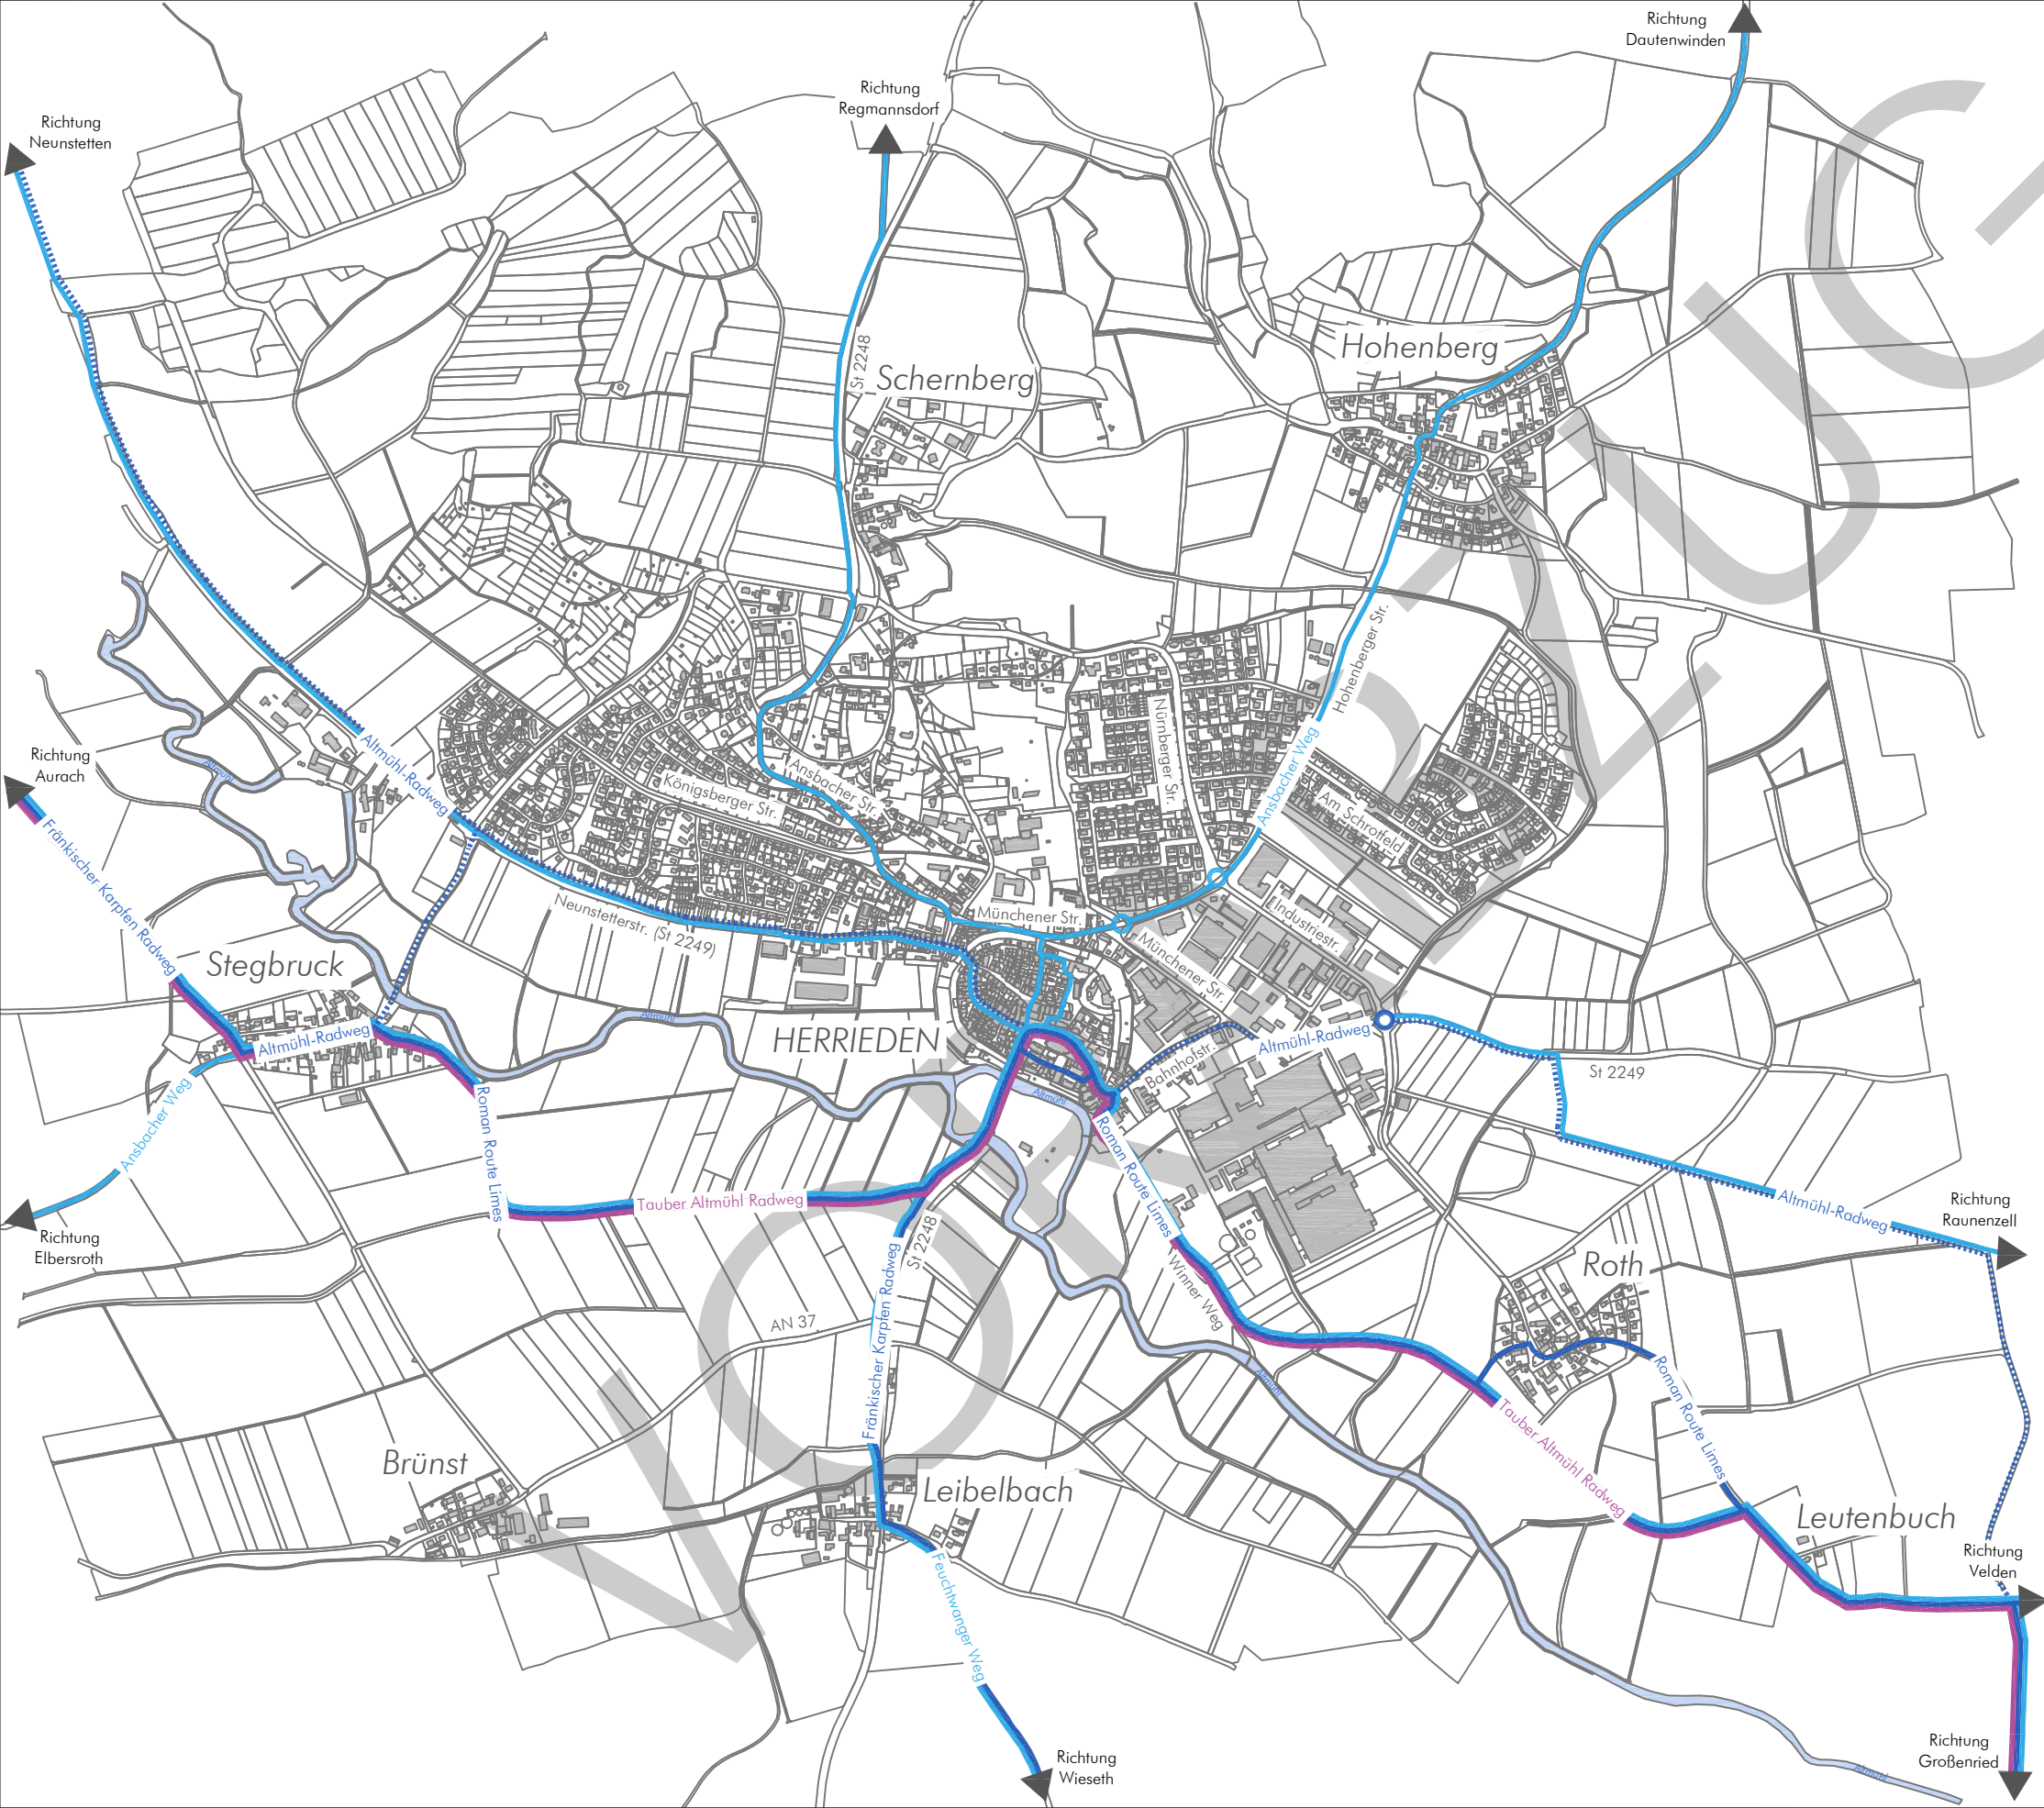 Richtung
Dautenwinden
Richtung
Regmannsdorf
Richtung
Neunstetten
Hohenberg
St 2248
Schernberg
Hohenberger Str.
Nürnberger Str.
Ansbacher Weg
Altmühl-Radweg
Richtung
Aurach
Altmühl
Ansbacher Str.
Königsberger Str.
Am Schrotfeld
Fränkischer Karpfen Radweg
Neunstetterstr. (St 2249)
Münchener Str.
Industriestr.
Münchener Str.
Stegbruck
Altmühl
HERRIEDEN
Altmühl-Radweg
Altmühl-Radweg
Bahnhofstr.
St 2249
Altmühl
Ansbacher Weg
Roman Route Limes
Roman Route Limes
Tauber Altmühl Radweg
Altmühl-Radweg
Richtung
Raunenzell
Richtung
Elbersroth
St 2248
Winner Weg
Roth
Fränkischer Karpfen Radweg
AN 37
Altmühl
Roman Route Limes
Tauber Altmühl Radweg
Brünst
Leibelbach
Leutenbuch
Richtung
Velden
Feuchtwanger Weg
Richtung
Wieseth
Richtung
Großenried
Altmühl
VORABZUG